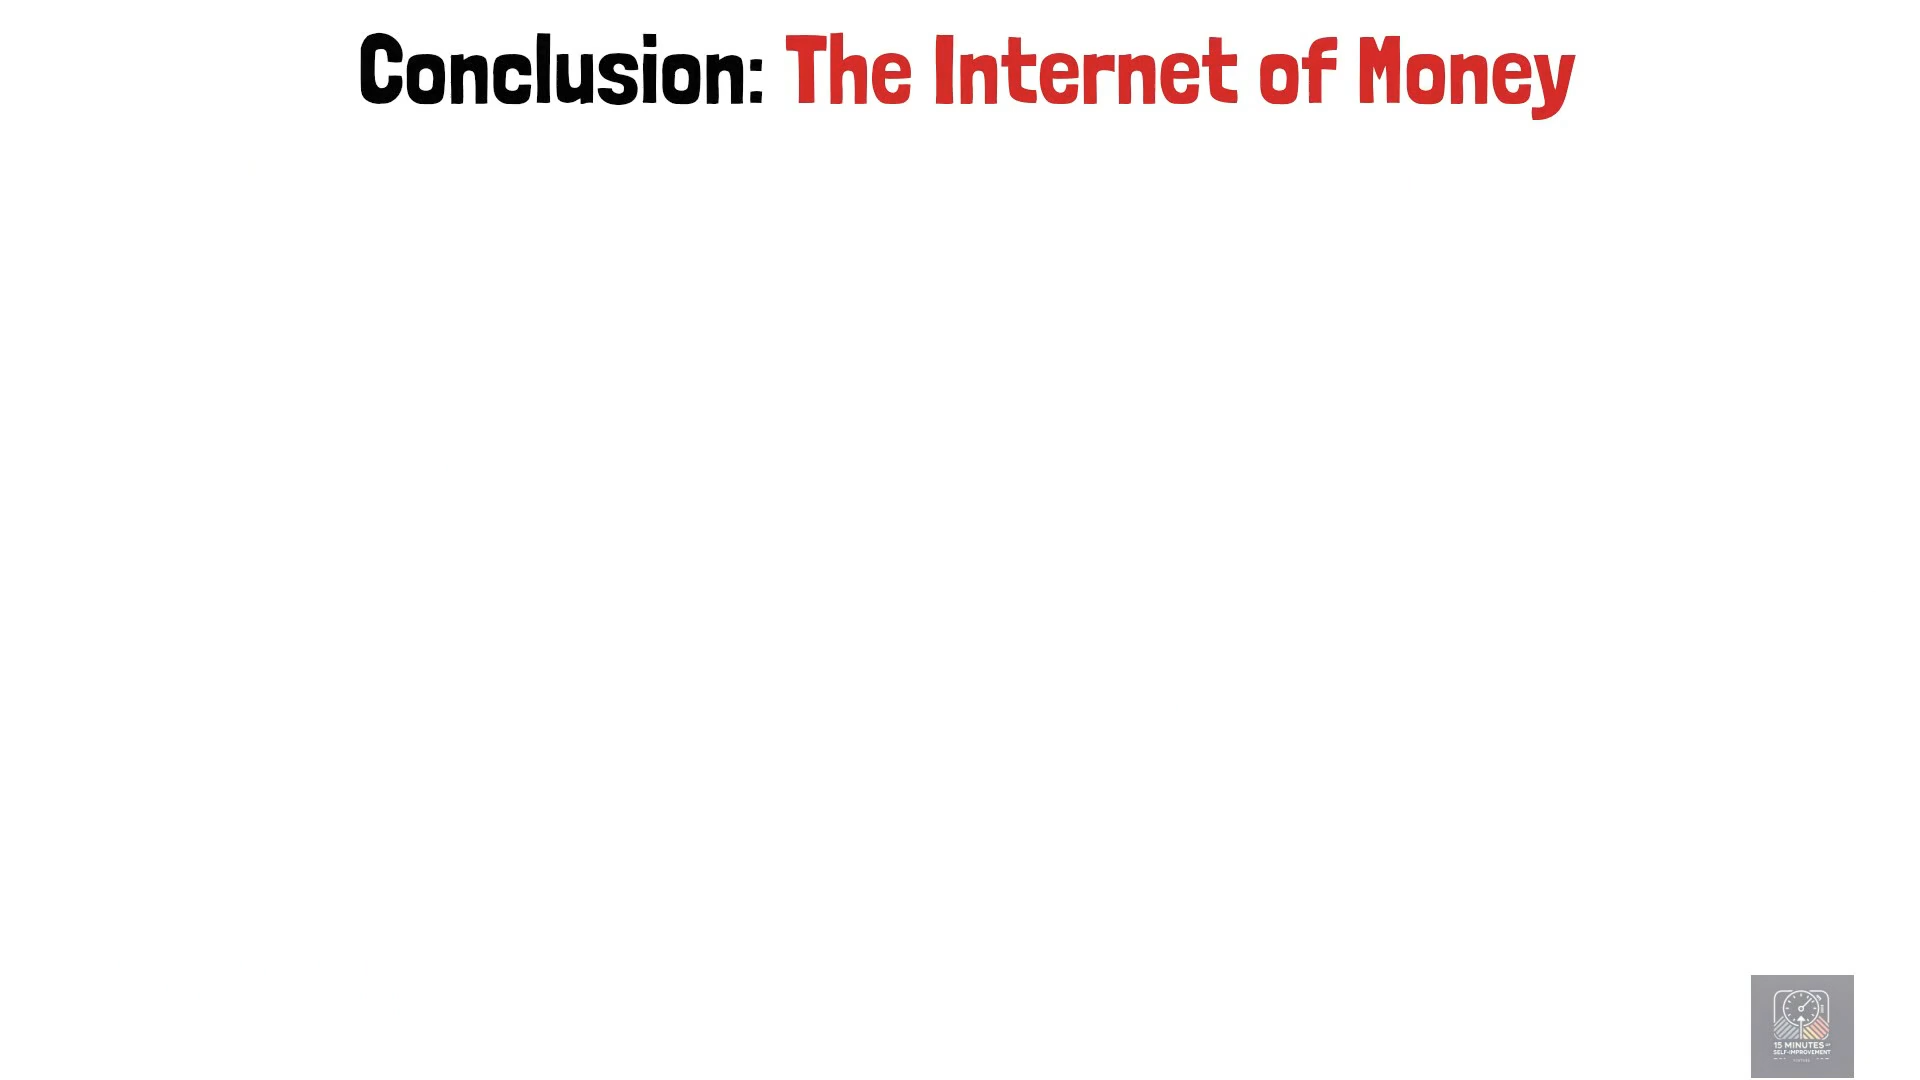 Conclusion: The Internet of Money
15 MINUTES
SELF-IMPROVEMENT